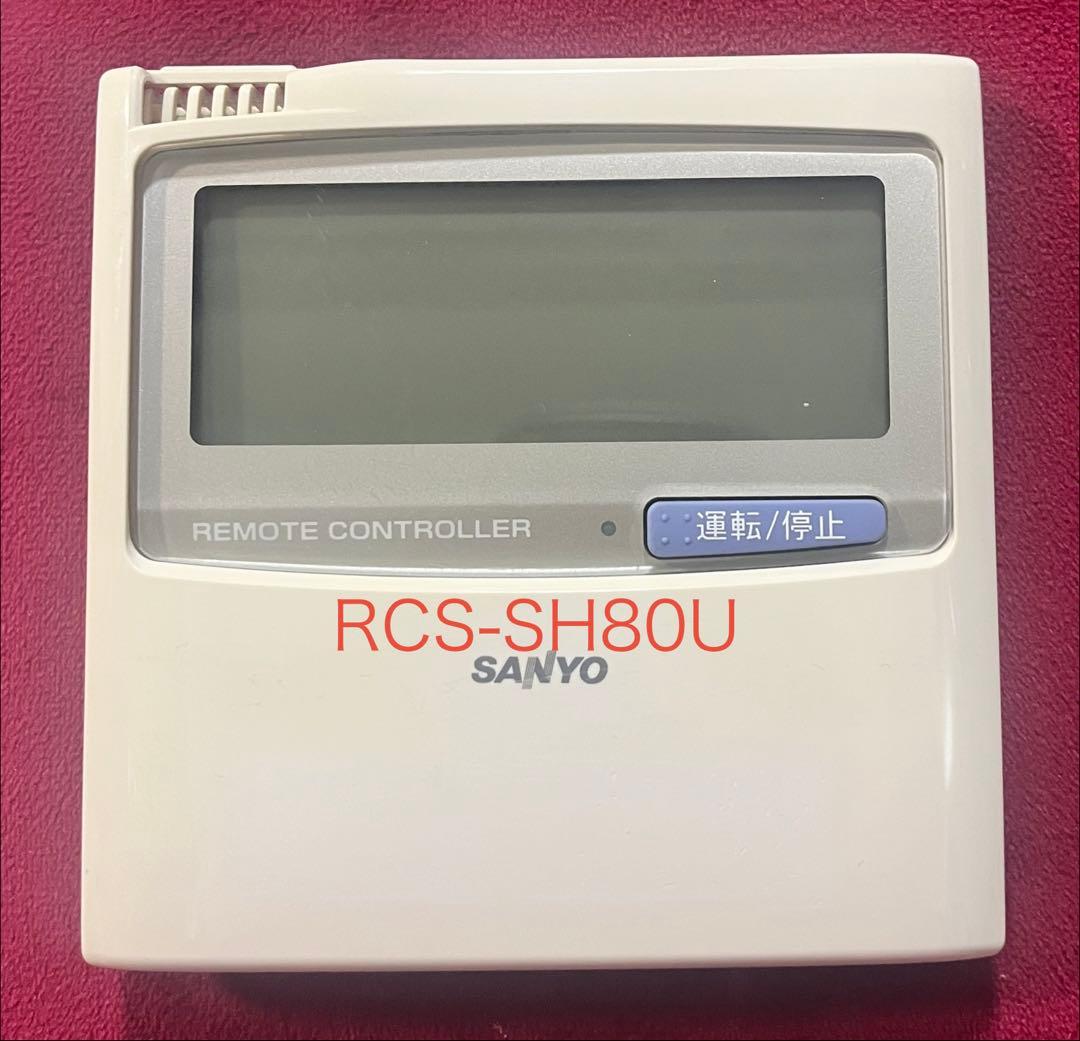 REMOTE CONTROLLER
運転/停止
RCS-SH80U
SANYO